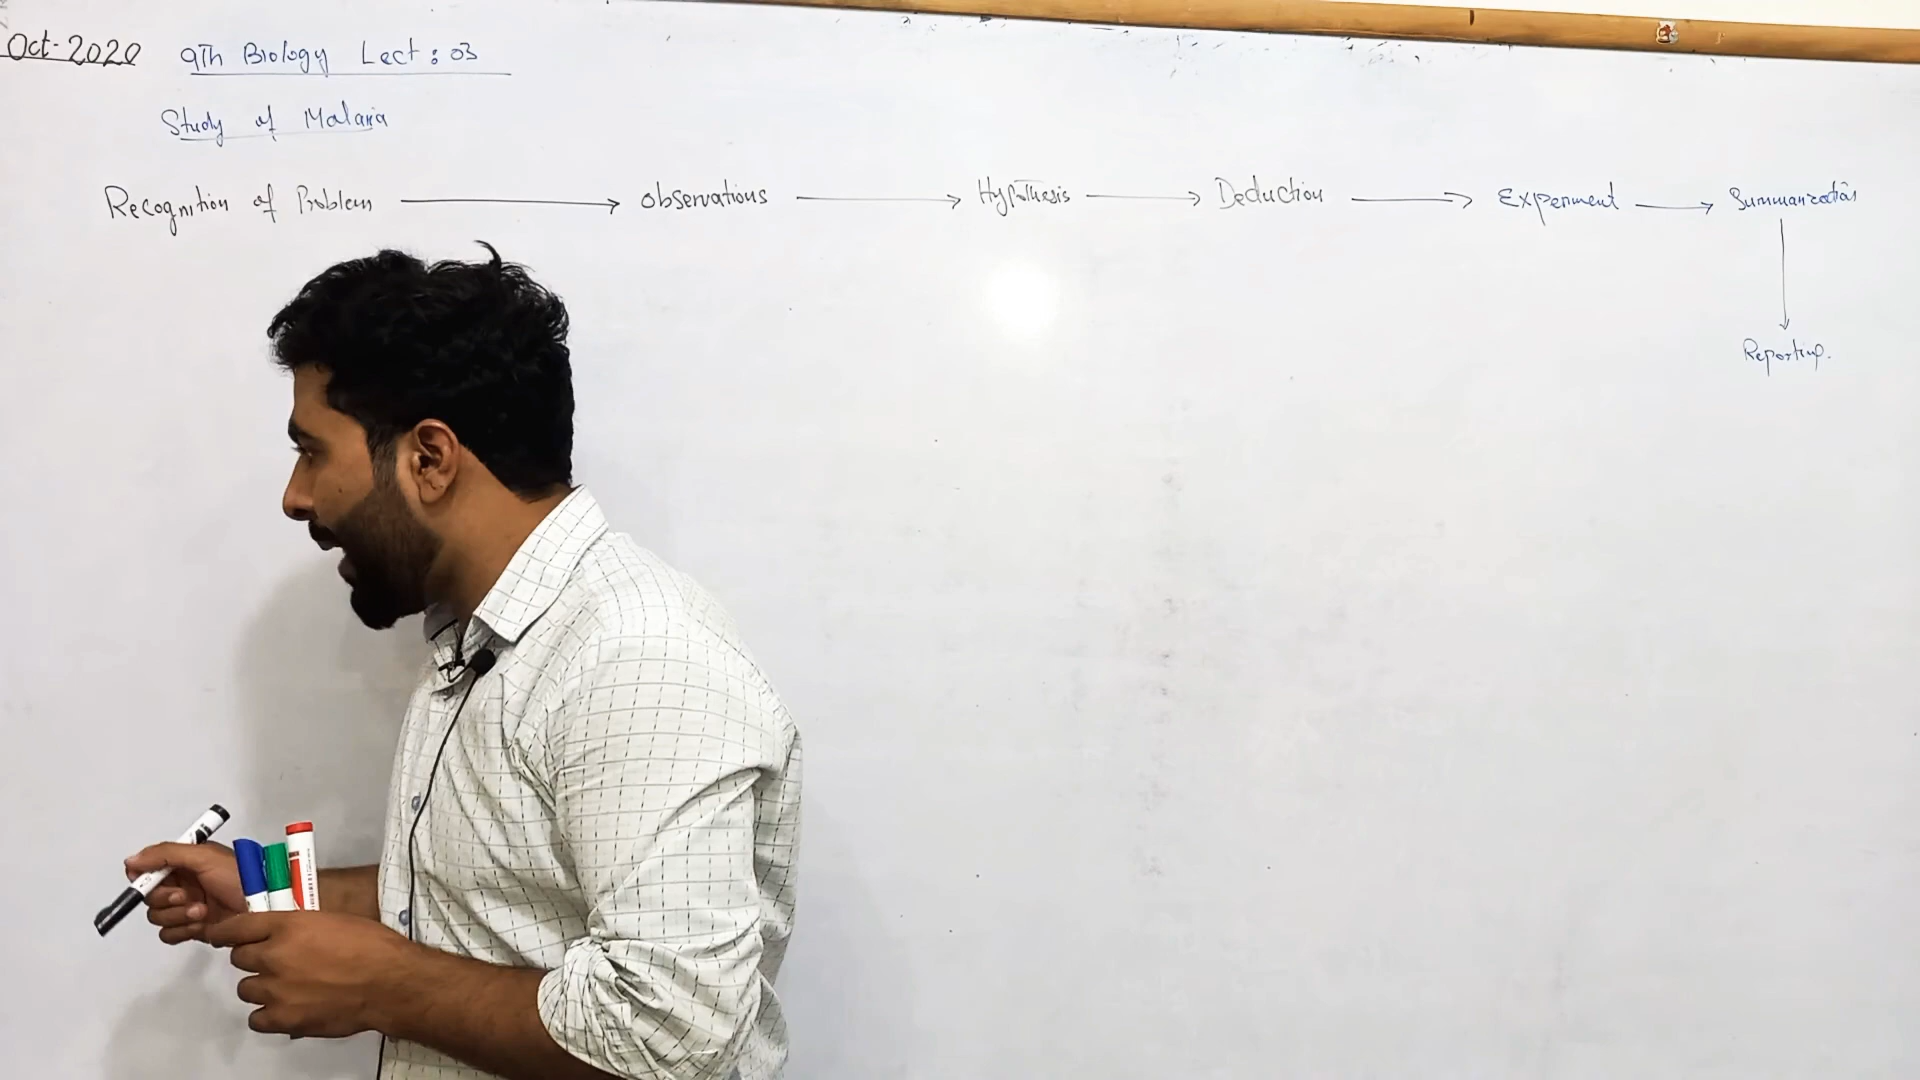 Oct-2020
9Th Biology Lect: 03
Study of Malaria
Recognition of Problem → Observations → Hypothesis → Deduction → Experiment → Summarization
↓
Reporting.